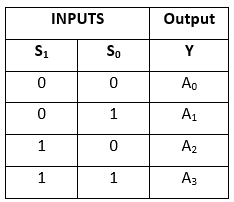 INPUTS Output
S₁ S₀ Y
0 0 A₀
0 1 A₁
1 0 A₂
1 1 A₃